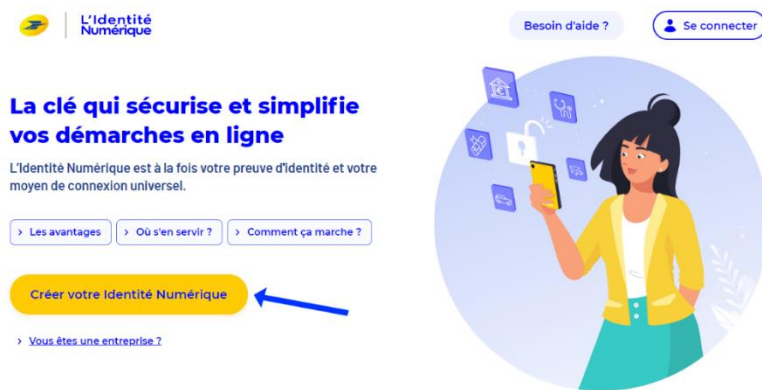 L'Identité
Numérique
Besoin d'aide ?
Se connecter
La clé qui sécurise et simplifie
vos démarches en ligne
L'Identité Numérique est à la fois votre preuve d'identité et votre
moyen de connexion universel.
> Les avantages
> Où s'en servir ?
> Comment ça marche ?
Créer votre Identité Numérique
> Vous êtes une entreprise ?